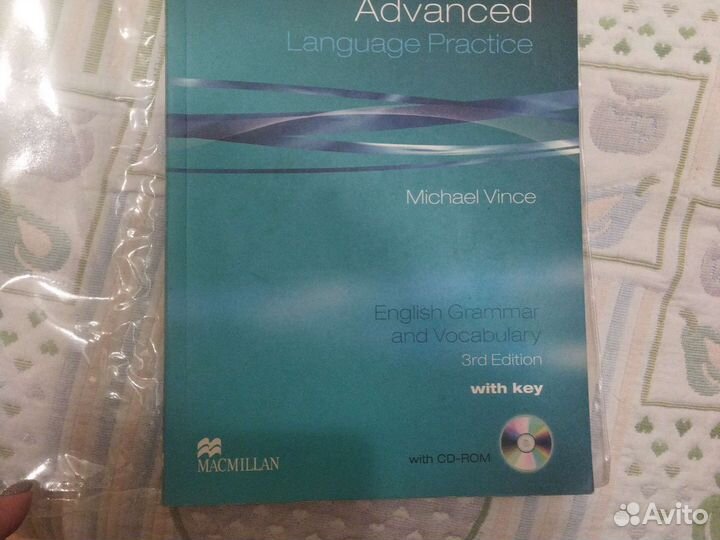 Advanced
Language Practice
Michael Vince
English Grammar
and Vocabulary
3rd Edition
with key
with CD-ROM
MACMILLAN
Avito